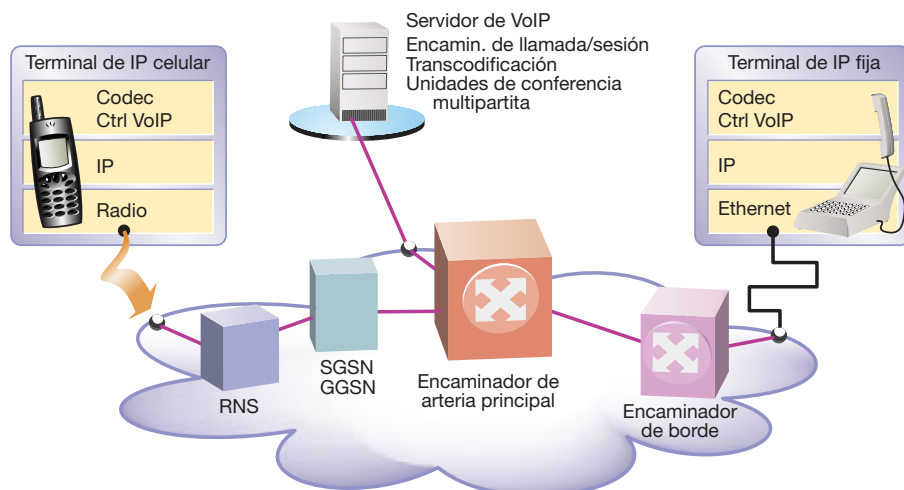 Servidor de VoIP
Encamin. de llamada/sesión
Transcodificación
Unidades de conferencia
multipartita
Terminal de IP celular
Codec
Ctrl VoIP
IP
Radio
Terminal de IP fija
Codec
Ctrl VoIP
IP
Ethernet
RNS
SGSN
GGSN
Encaminador de
arteria principal
Encaminador
de borde